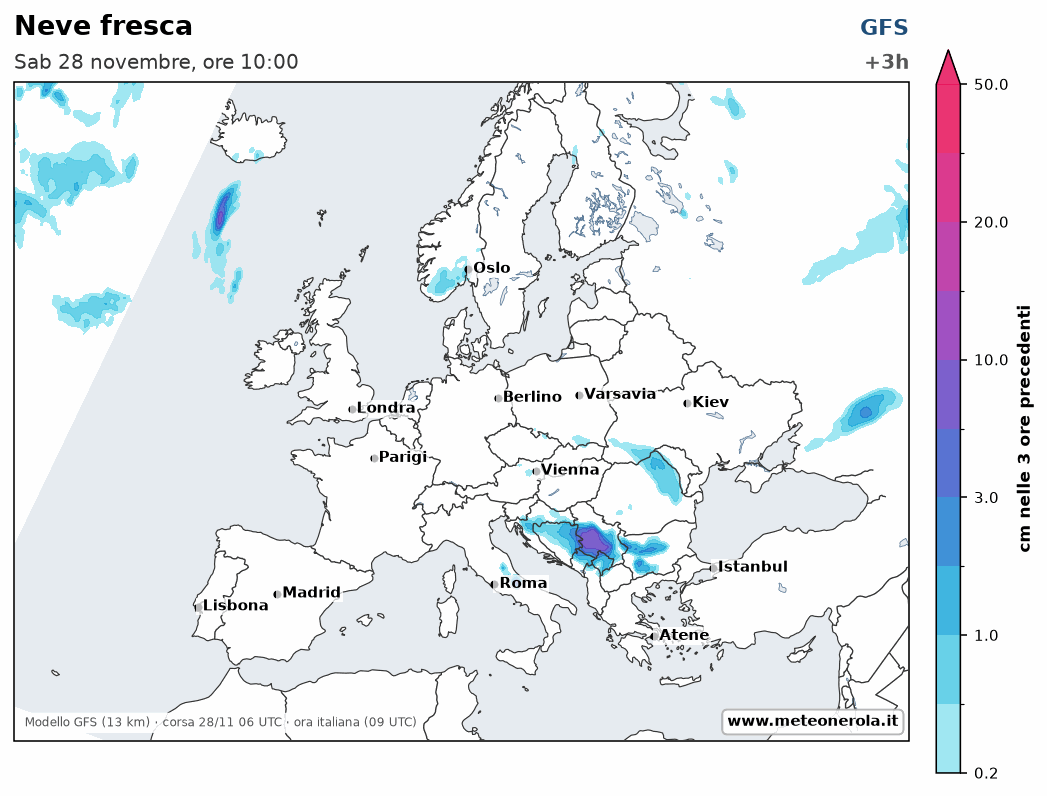 Neve fresca
GFS
Sab 28 novembre, ore 10:00
+3h
50.0
20.0
10.0
3.0
1.0
0.2
cm nelle 3 ore precedenti
Oslo
Berlino
Varsavia
Kiev
Londra
Parigi
Vienna
Istanbul
Roma
Madrid
Lisbona
Atene
Modello GFS (13 km) · corsa 28/11 06 UTC · ora italiana (09 UTC)
www.meteonerola.it